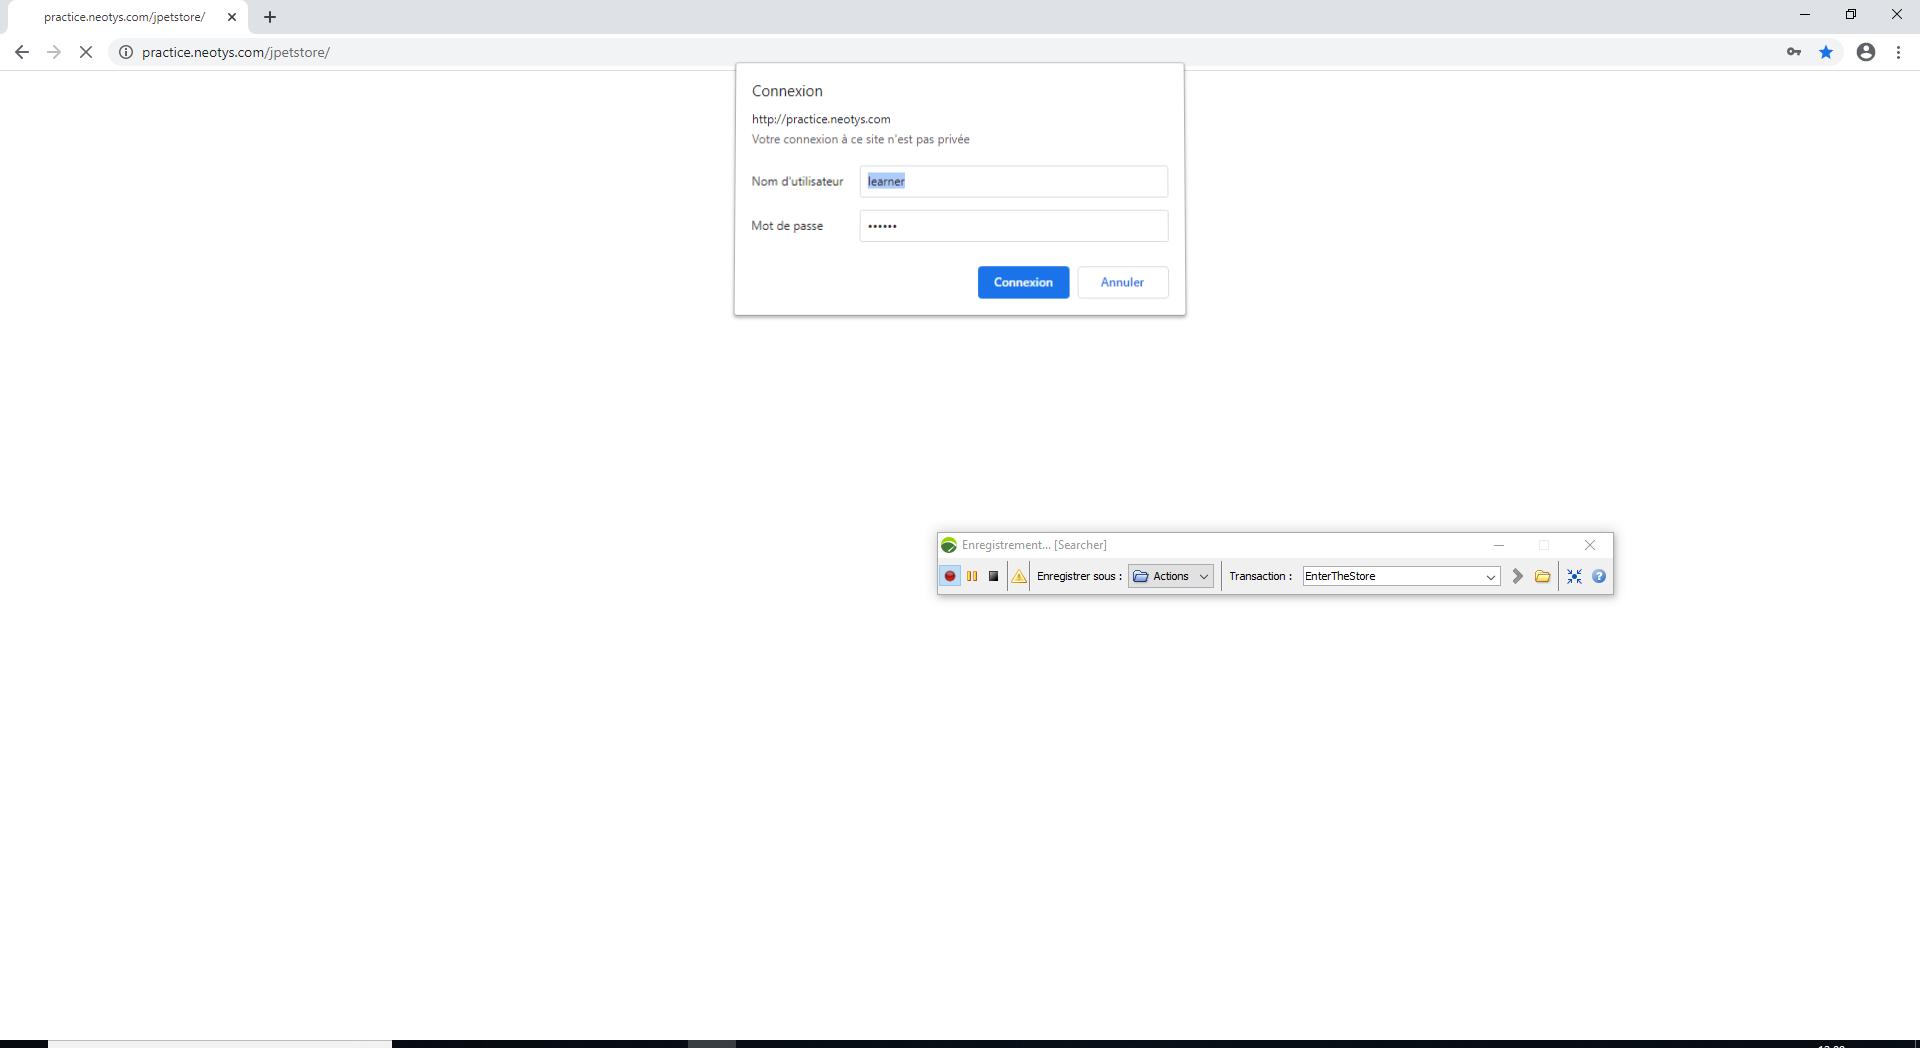 practice.neotys.com/jpetstore/
practice.neotys.com/jpetstore/
Connexion
http://practice.neotys.com
Votre connexion à ce site n'est pas privée
Nom d'utilisateur learner
Mot de passe ••••••
Connexion Annuler
Enregistrement... [Searcher]
Enregistrer sous : Actions Transaction : EnterTheStore